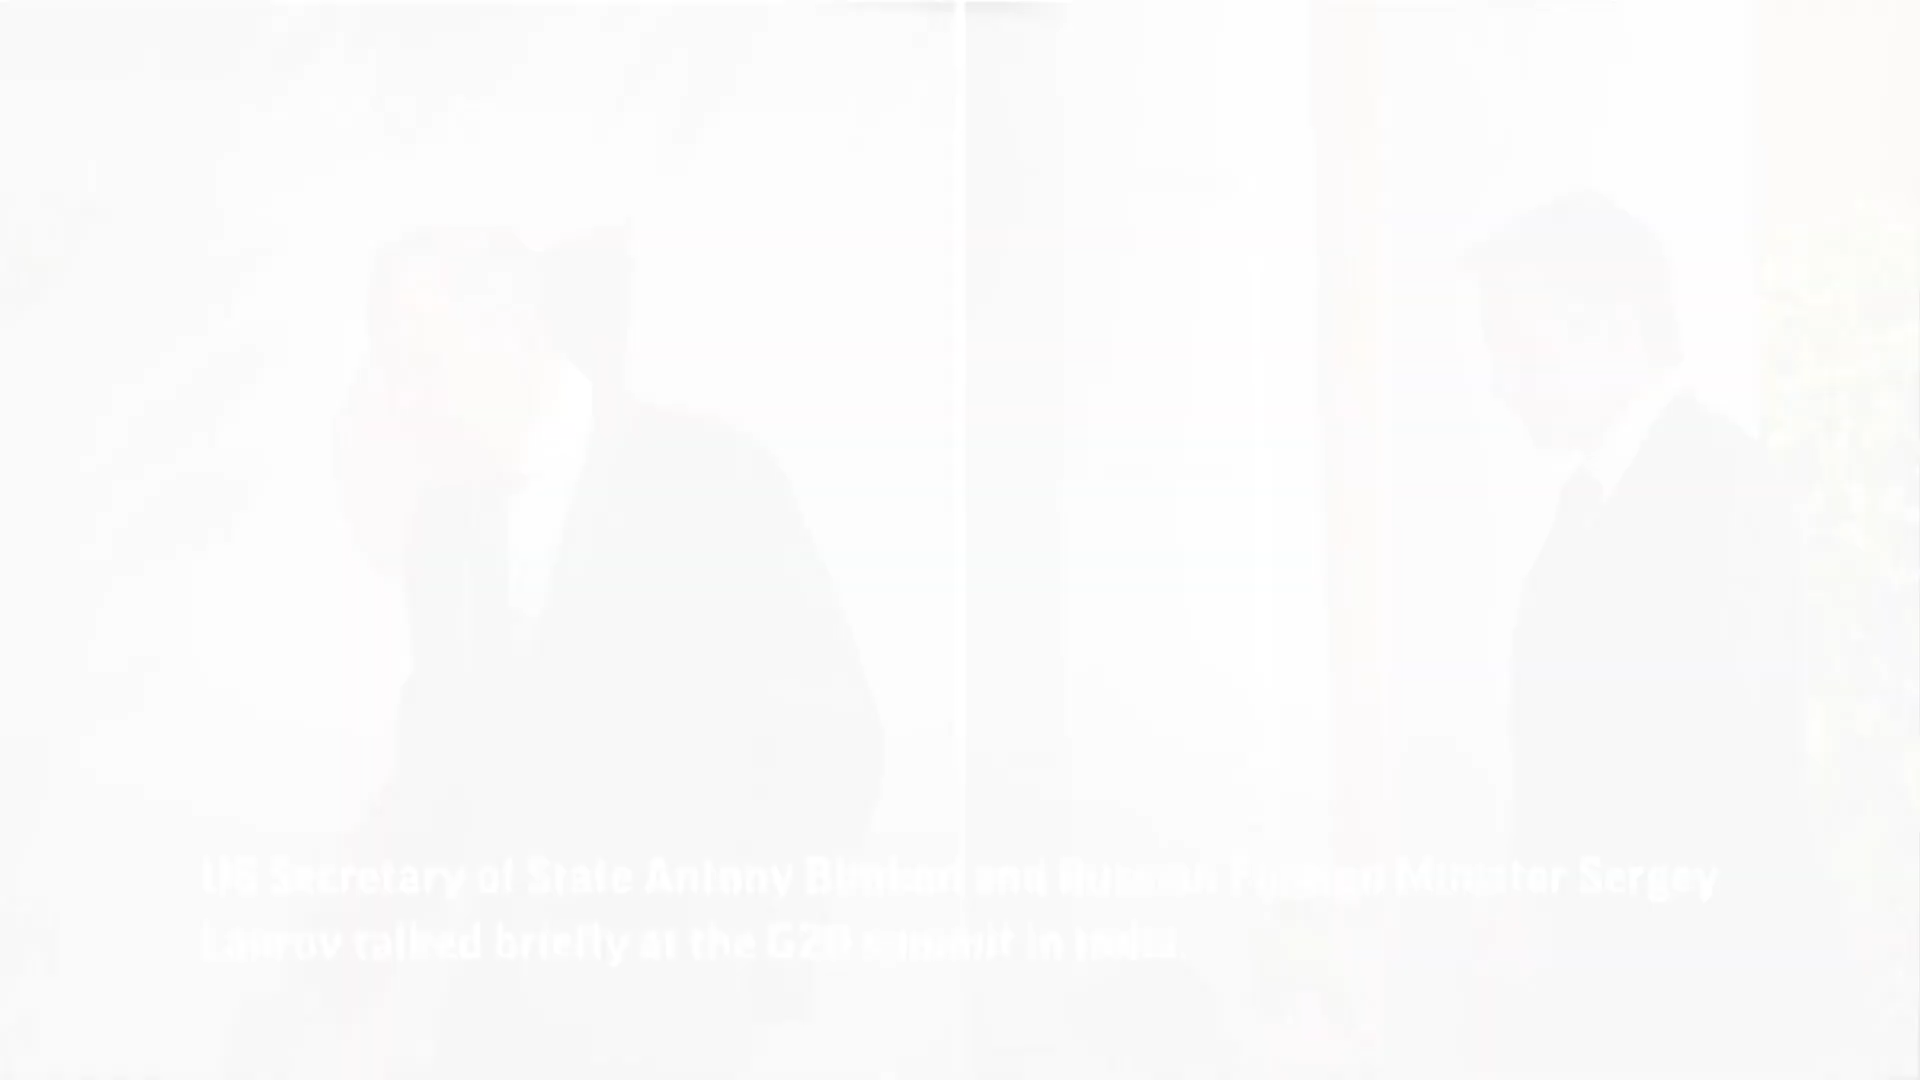 US Secretary of State Antony Blinken and Russian Foreign Minister Sergey
Lavrov talked briefly at the G20 summit in India.